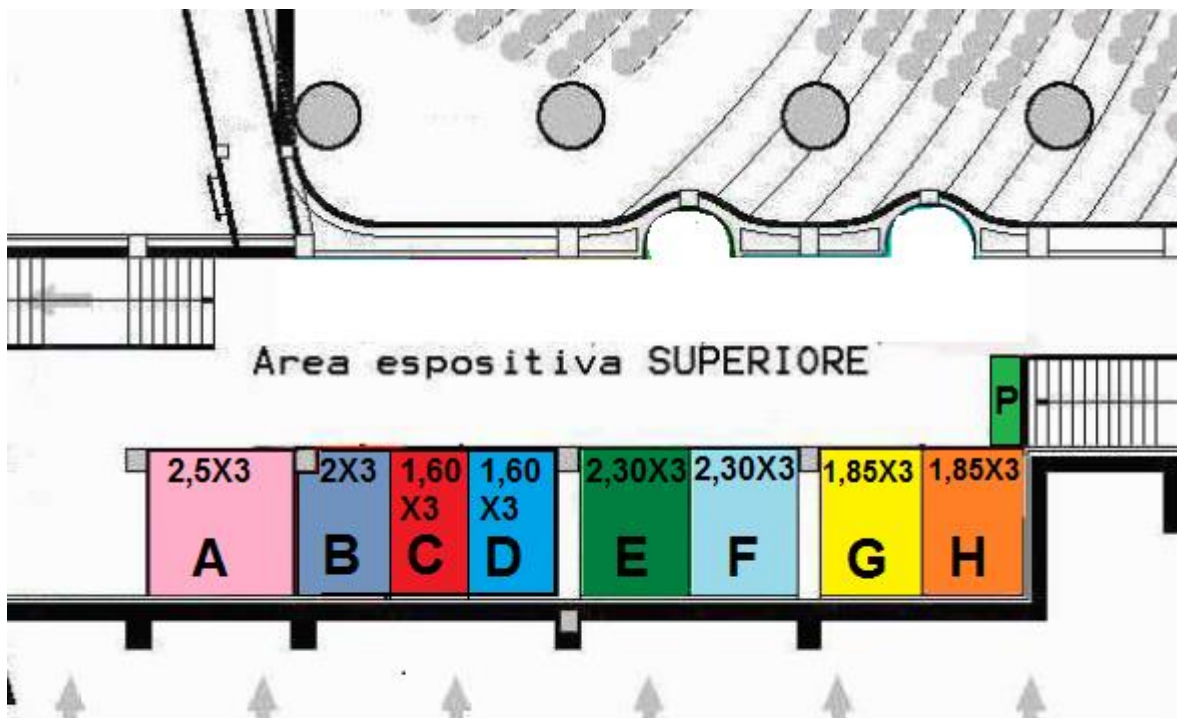 Area espositiva SUPERIORE
P
2,5X3
A
2X3
B
1,60
X3
C
1,60
X3
D
2,30X3
E
2,30X3
F
1,85X3
G
1,85X3
H